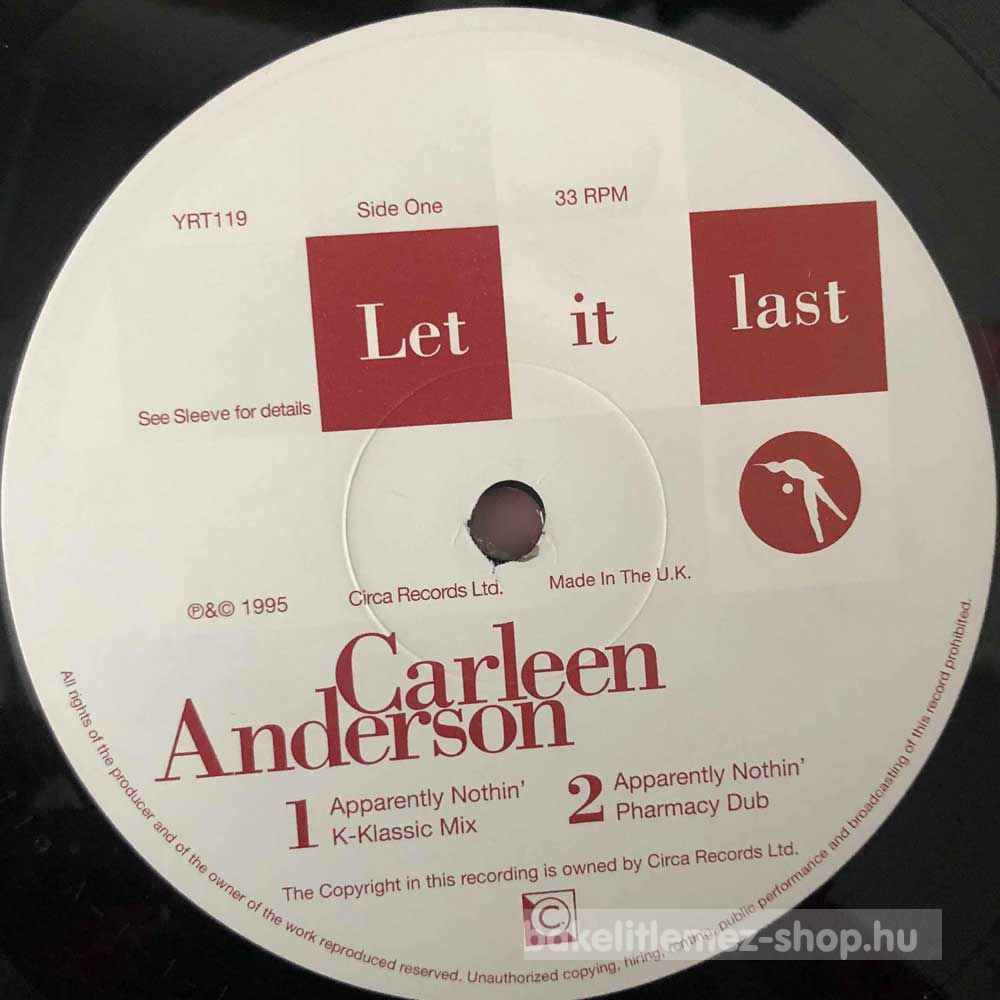 YRT119
Side One
33 RPM
Let it last
See Sleeve for details
℗&© 1995
Circa Records Ltd.
Made In The U.K.
Carleen
Anderson
1 Apparently Nothin'
K-Klassic Mix
2 Apparently Nothin'
Pharmacy Dub
The Copyright in this recording is owned by Circa Records Ltd.
C
All rights of the producer and of the owner of the work reproduced reserved. Unauthorized copying, hiring, renting, public performance and broadcasting of this record prohibited.
bakelitlemez-shop.hu